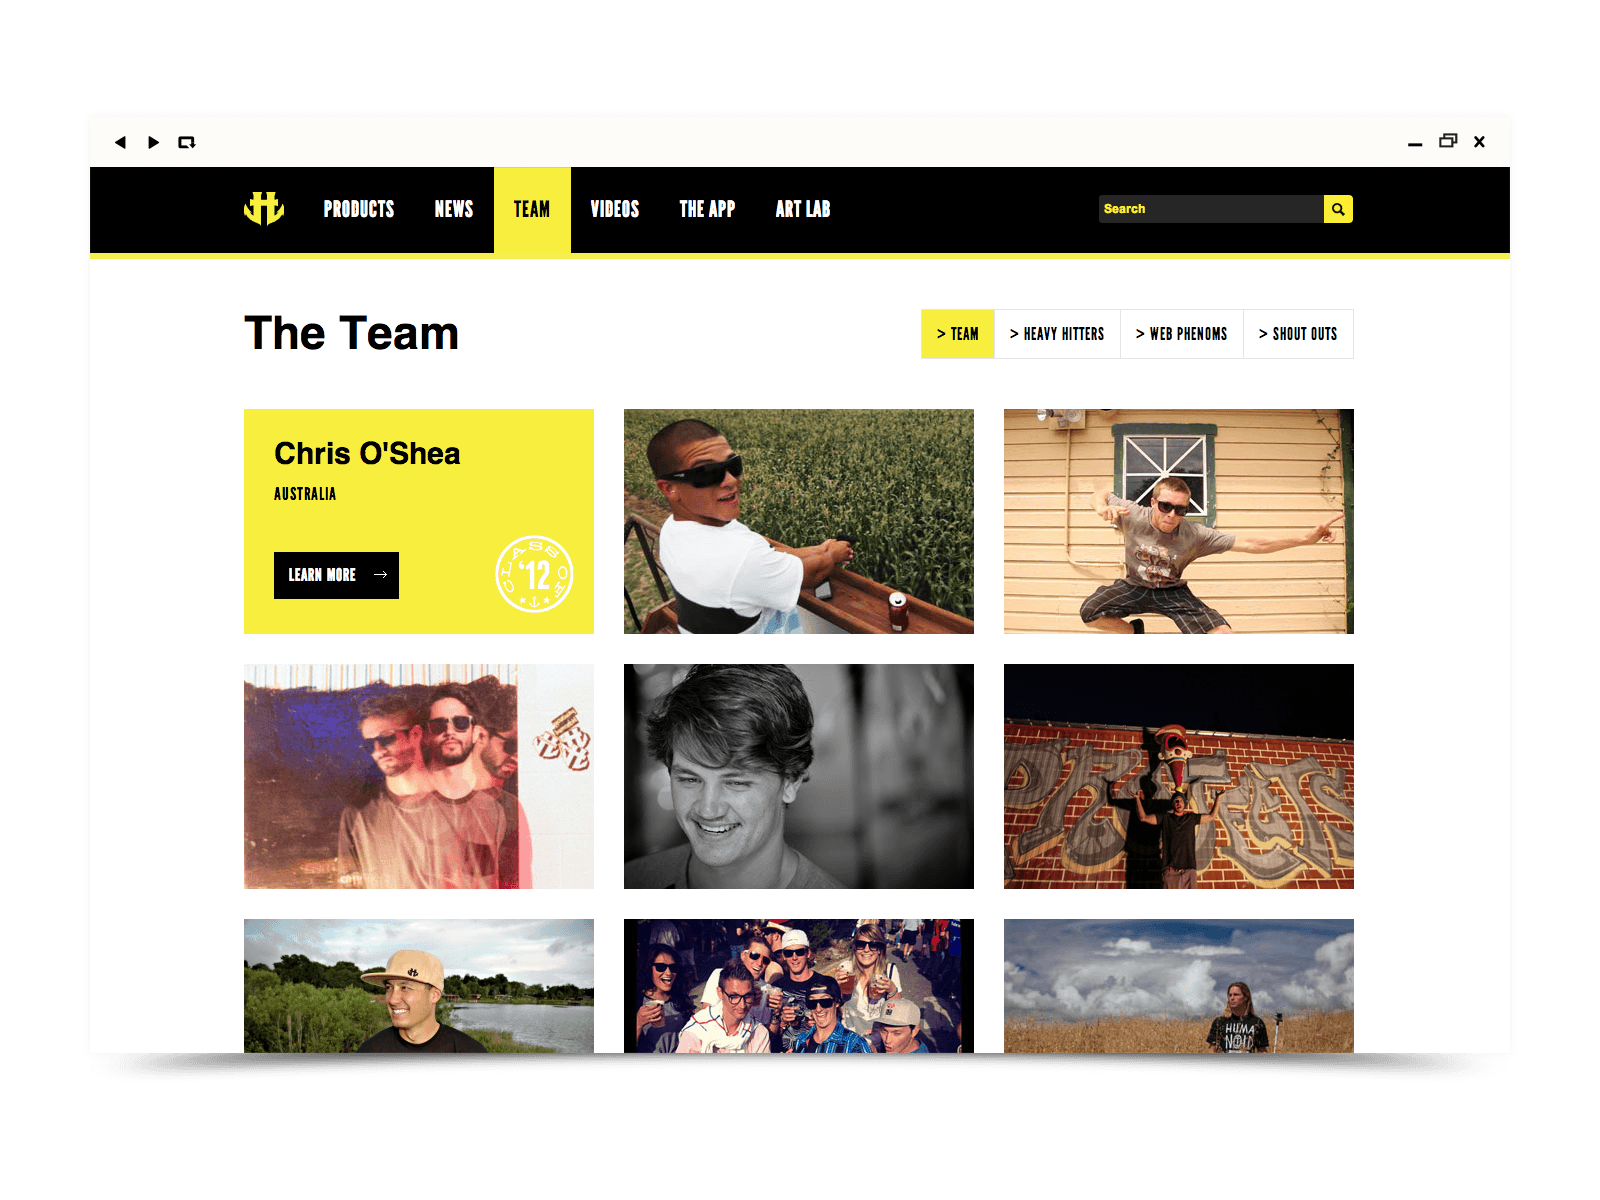 PRODUCTS NEWS TEAM VIDEOS THE APP ART LAB
Search
The Team
> TEAM > HEAVY HITTERS > WEB PHENOMS > SHOUT OUTS
Chris O'Shea
AUSTRALIA
LEARN MORE →
CLASS OF
'12
HUMA
NOID